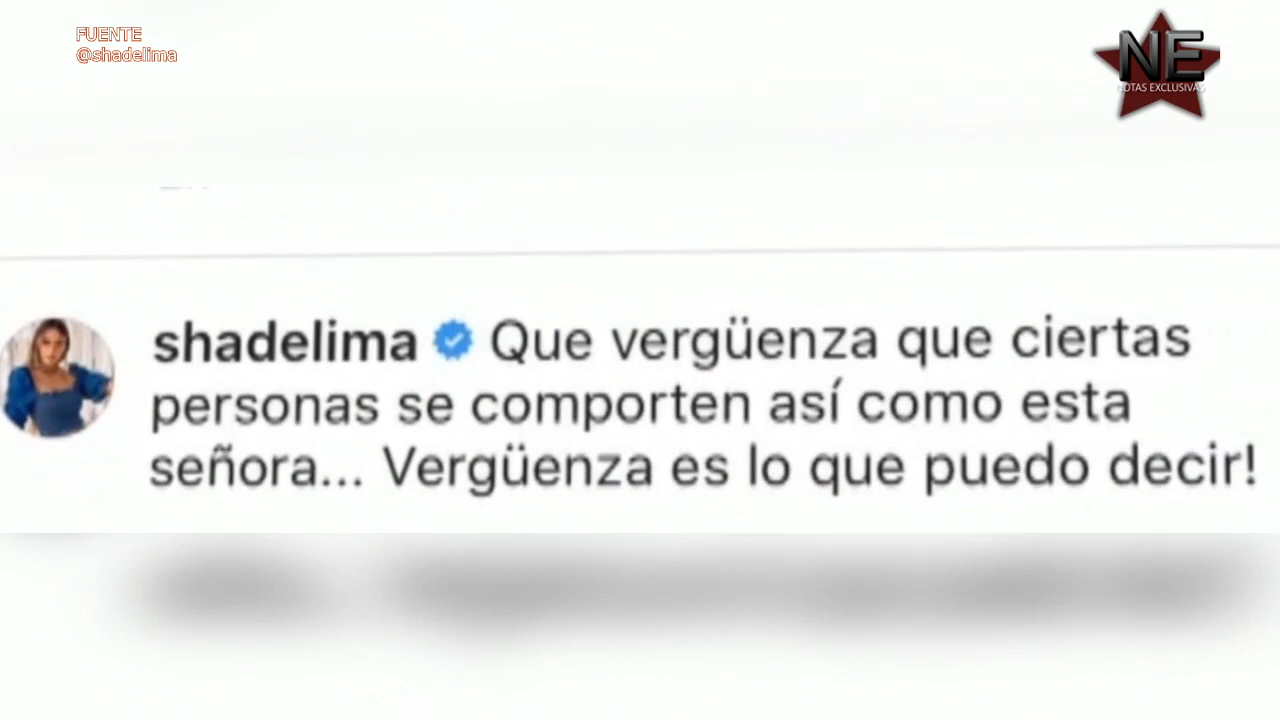 FUENTE
@shadelima
NE
NOTAS EXCLUSIVAS
shadelima Que vergüenza que ciertas
personas se comporten así como esta
señora... Vergüenza es lo que puedo decir!